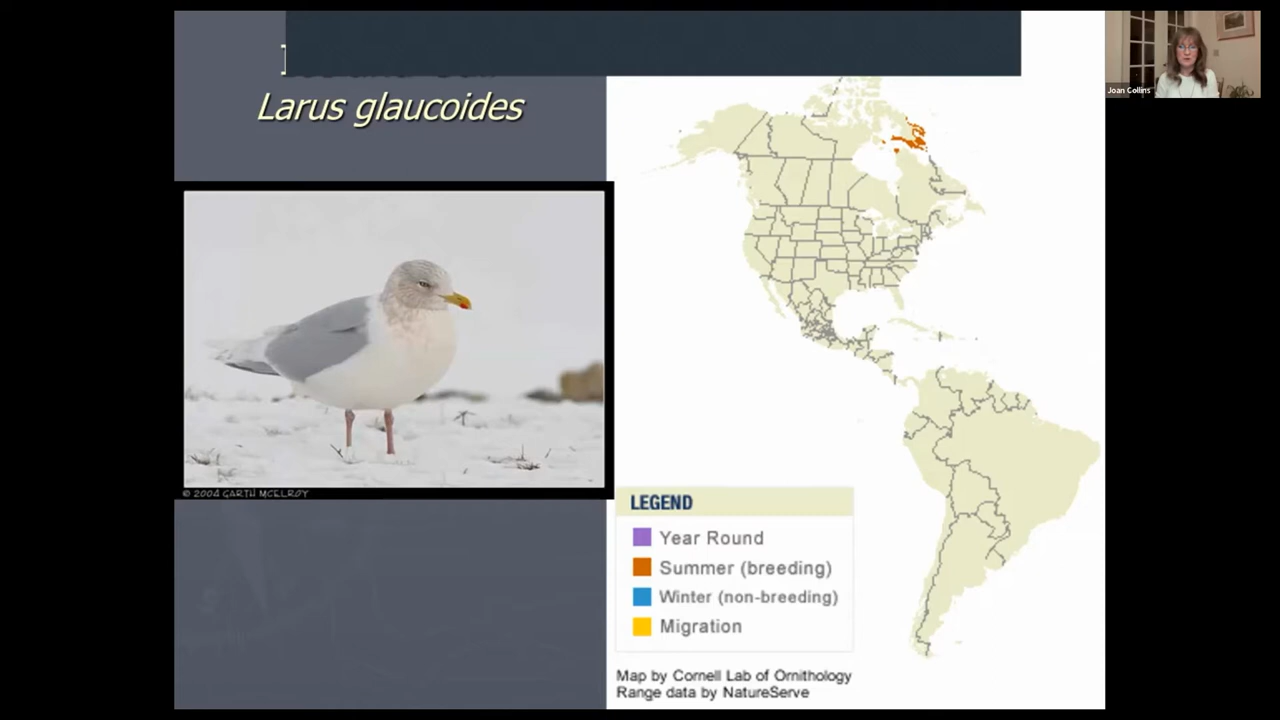 Larus glaucoides
Joan Collins
© 2004 GARTH MCELROY
LEGEND
Year Round
Summer (breeding)
Winter (non-breeding)
Migration
Map by Cornell Lab of Ornithology
Range data by NatureServe